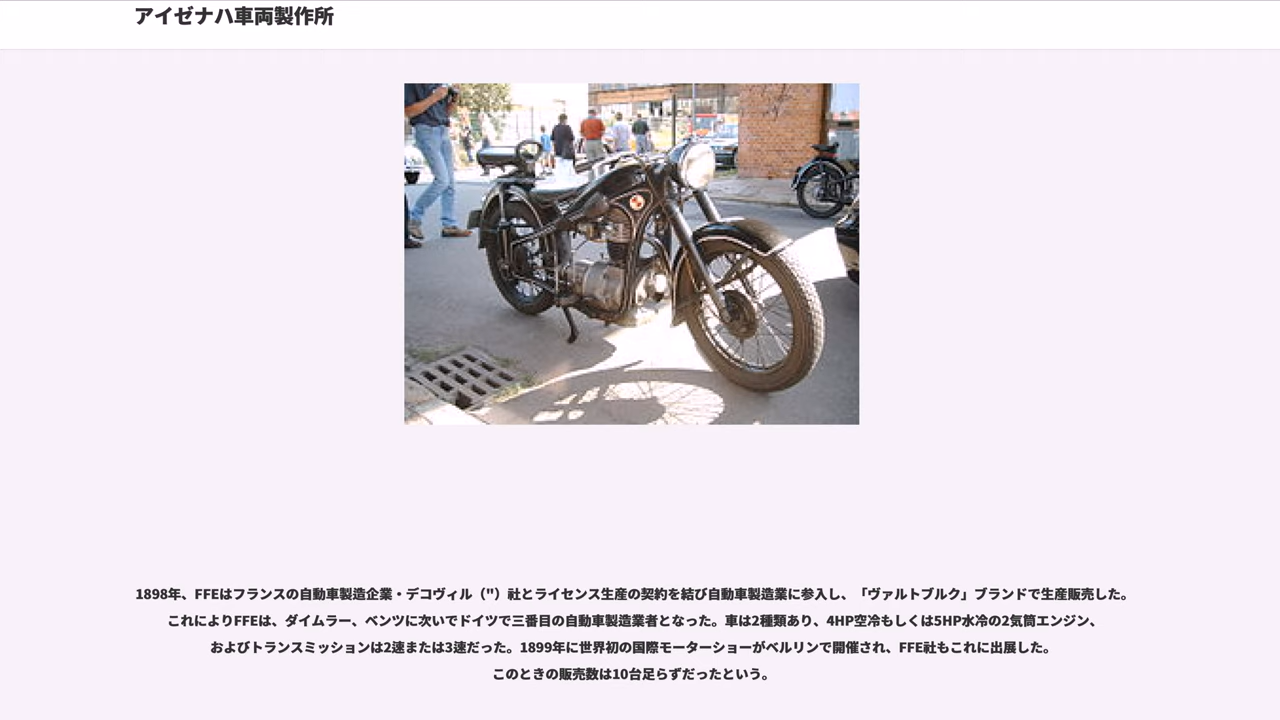 アイゼナハ車両製作所
1898年、FFEはフランスの自動車製造企業・デコヴィル（"）社とライセンス生産の契約を結び自動車製造業に参入し、「ヴァルトブルク」ブランドで生産販売した。
これによりFFEは、ダイムラー、ベンツに次いでドイツで三番目の自動車製造業者となった。車は2種類あり、4HP空冷もしくは5HP水冷の2気筒エンジン、
およびトランスミッションは2速または3速だった。1899年に世界初の国際モーターショーがベルリンで開催され、FFE社もこれに出展した。
このときの販売数は10台足らずだったという。